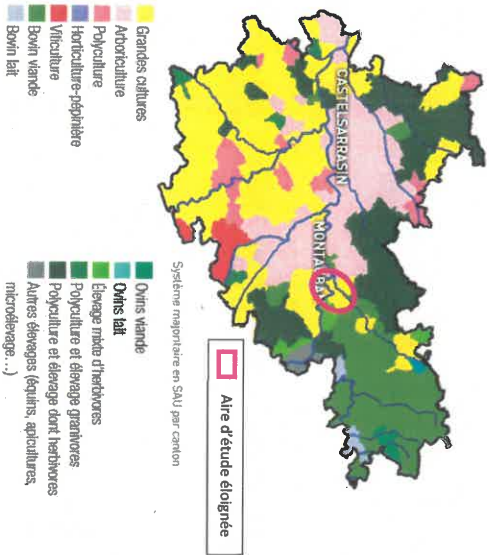 CASTELSARRASIN
MONTAUBAN
Grandes cultures
Arboriculture
Polyculture
Horticulture-pépinière
Viticulture
Bovin viande
Bovin lait
Système majoritaire en SAU par canton
Ovins viande
Ovins lait
Élevage mixte d'herbivores
Polyculture et élevage granivores
Polyculture et élevage dont herbivores
Autres élevages (équins, apicultures,
microélevage...)
Aire d'étude éloignée